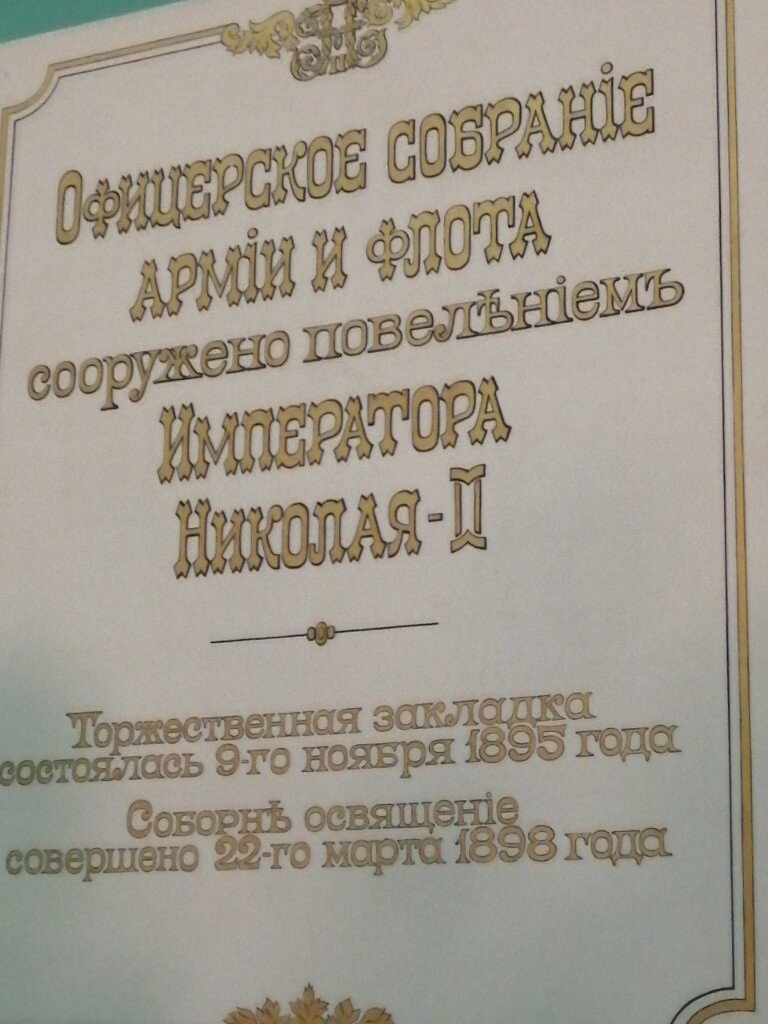 Офицерское собраніе
арміи и флота
сооружено повелѣніемъ
Императора
Николая-II
Торжественная закладка
состоялась 9-го ноября 1895 года
Соборнѣ освященіе
совершено 22-го марта 1898 года